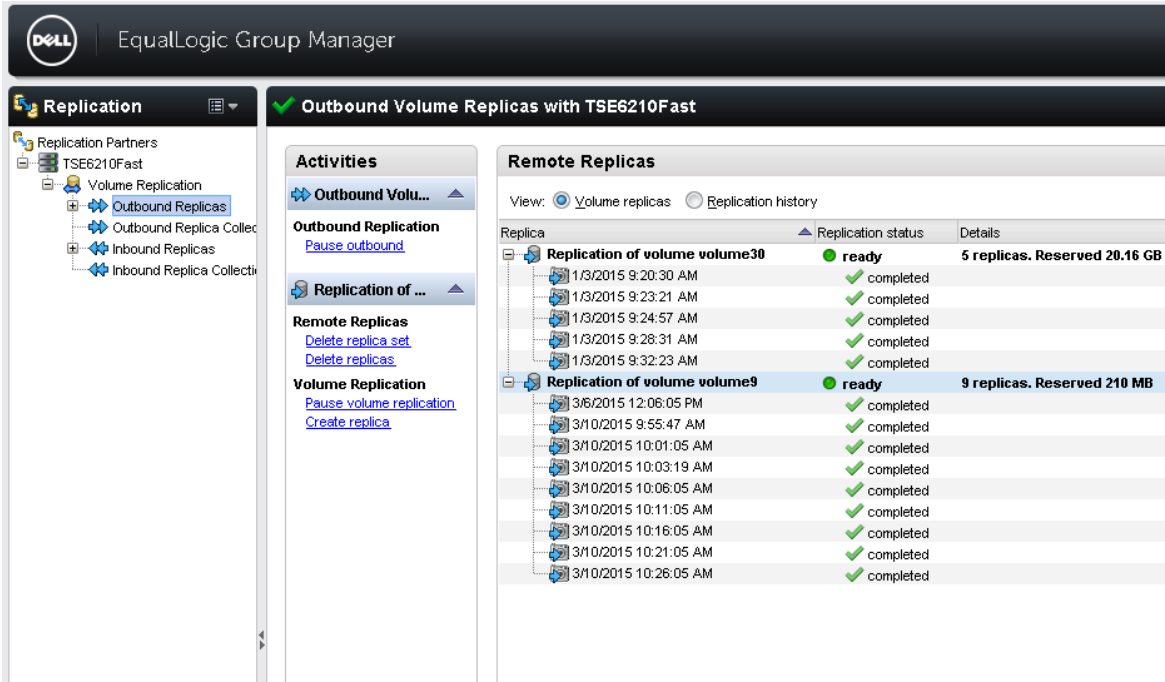 DELL
EqualLogic Group Manager
Replication
Replication Partners
TSE6210Fast
Volume Replication
Outbound Replicas
Outbound Replica Collec
Inbound Replicas
Inbound Replica Collecti
Outbound Volume Replicas with TSE6210Fast
Activities
Outbound Volu...
Outbound Replication
Pause outbound
Replication of ...
Remote Replicas
Delete replica set
Delete replicas
Volume Replication
Pause volume replication
Create replica
Remote Replicas
View: Volume replicas Replication history
Replica Replication status Details
Replication of volume volume30 ready 5 replicas. Reserved 20.16 GB
1/3/2015 9:20:30 AM completed
1/3/2015 9:23:21 AM completed
1/3/2015 9:24:57 AM completed
1/3/2015 9:28:31 AM completed
1/3/2015 9:32:23 AM completed
Replication of volume volume9 ready 9 replicas. Reserved 210 MB
3/6/2015 12:06:05 PM completed
3/10/2015 9:55:47 AM completed
3/10/2015 10:01:05 AM completed
3/10/2015 10:03:19 AM completed
3/10/2015 10:06:05 AM completed
3/10/2015 10:11:05 AM completed
3/10/2015 10:16:05 AM completed
3/10/2015 10:21:05 AM completed
3/10/2015 10:26:05 AM completed